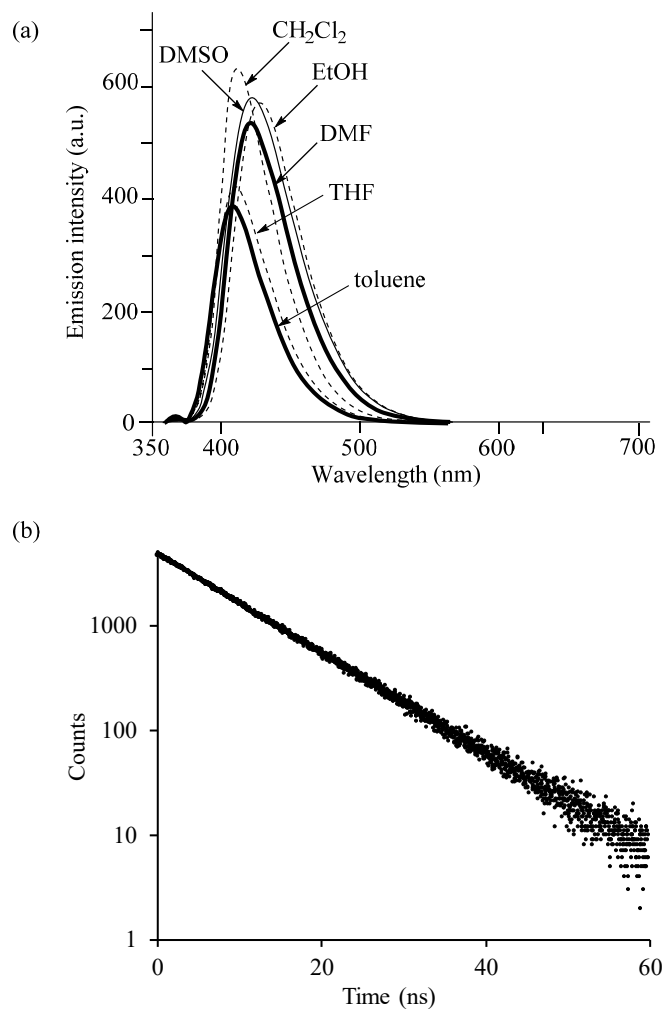 (a)
CH₂Cl₂
DMSO
EtOH
DMF
THF
toluene
Emission intensity (a.u.)
600
400
200
0
350 400 500 600 700
Wavelength (nm)
(b)
Counts
1000
100
10
1
0 20 40 60
Time (ns)